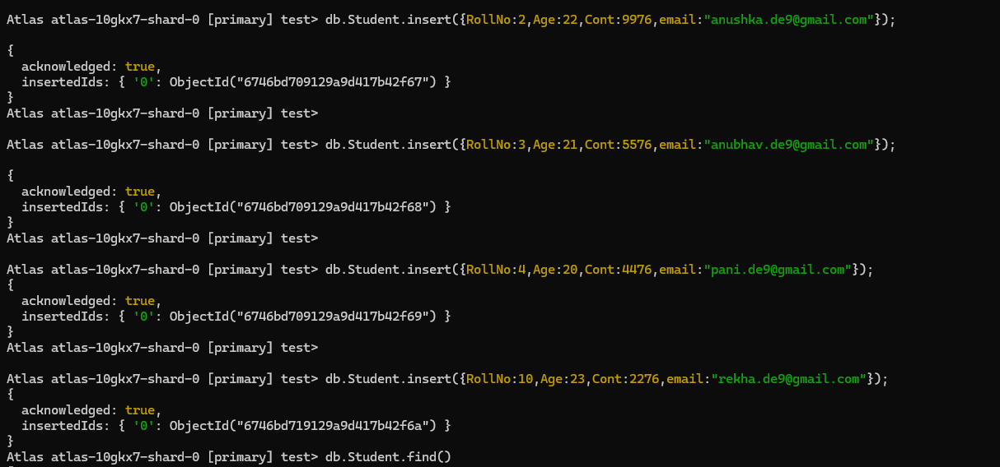 Atlas atlas-10gkx7-shard-0 [primary] test> db.Student.insert({RollNo:2,Age:22,Cont:9976,email:"anushka.de9@gmail.com"});
{
  acknowledged: true,
  insertedIds: { '0': ObjectId("6746bd709129a9d417b42f67") }
}
Atlas atlas-10gkx7-shard-0 [primary] test>
Atlas atlas-10gkx7-shard-0 [primary] test> db.Student.insert({RollNo:3,Age:21,Cont:5576,email:"anubhav.de9@gmail.com"});
{
  acknowledged: true,
  insertedIds: { '0': ObjectId("6746bd709129a9d417b42f68") }
}
Atlas atlas-10gkx7-shard-0 [primary] test>
Atlas atlas-10gkx7-shard-0 [primary] test> db.Student.insert({RollNo:4,Age:20,Cont:4476,email:"pani.de9@gmail.com"});
{
  acknowledged: true,
  insertedIds: { '0': ObjectId("6746bd709129a9d417b42f69") }
}
Atlas atlas-10gkx7-shard-0 [primary] test>
Atlas atlas-10gkx7-shard-0 [primary] test> db.Student.insert({RollNo:10,Age:23,Cont:2276,email:"rekha.de9@gmail.com"});
{
  acknowledged: true,
  insertedIds: { '0': ObjectId("6746bd719129a9d417b42f6a") }
}
Atlas atlas-10gkx7-shard-0 [primary] test> db.Student.find()